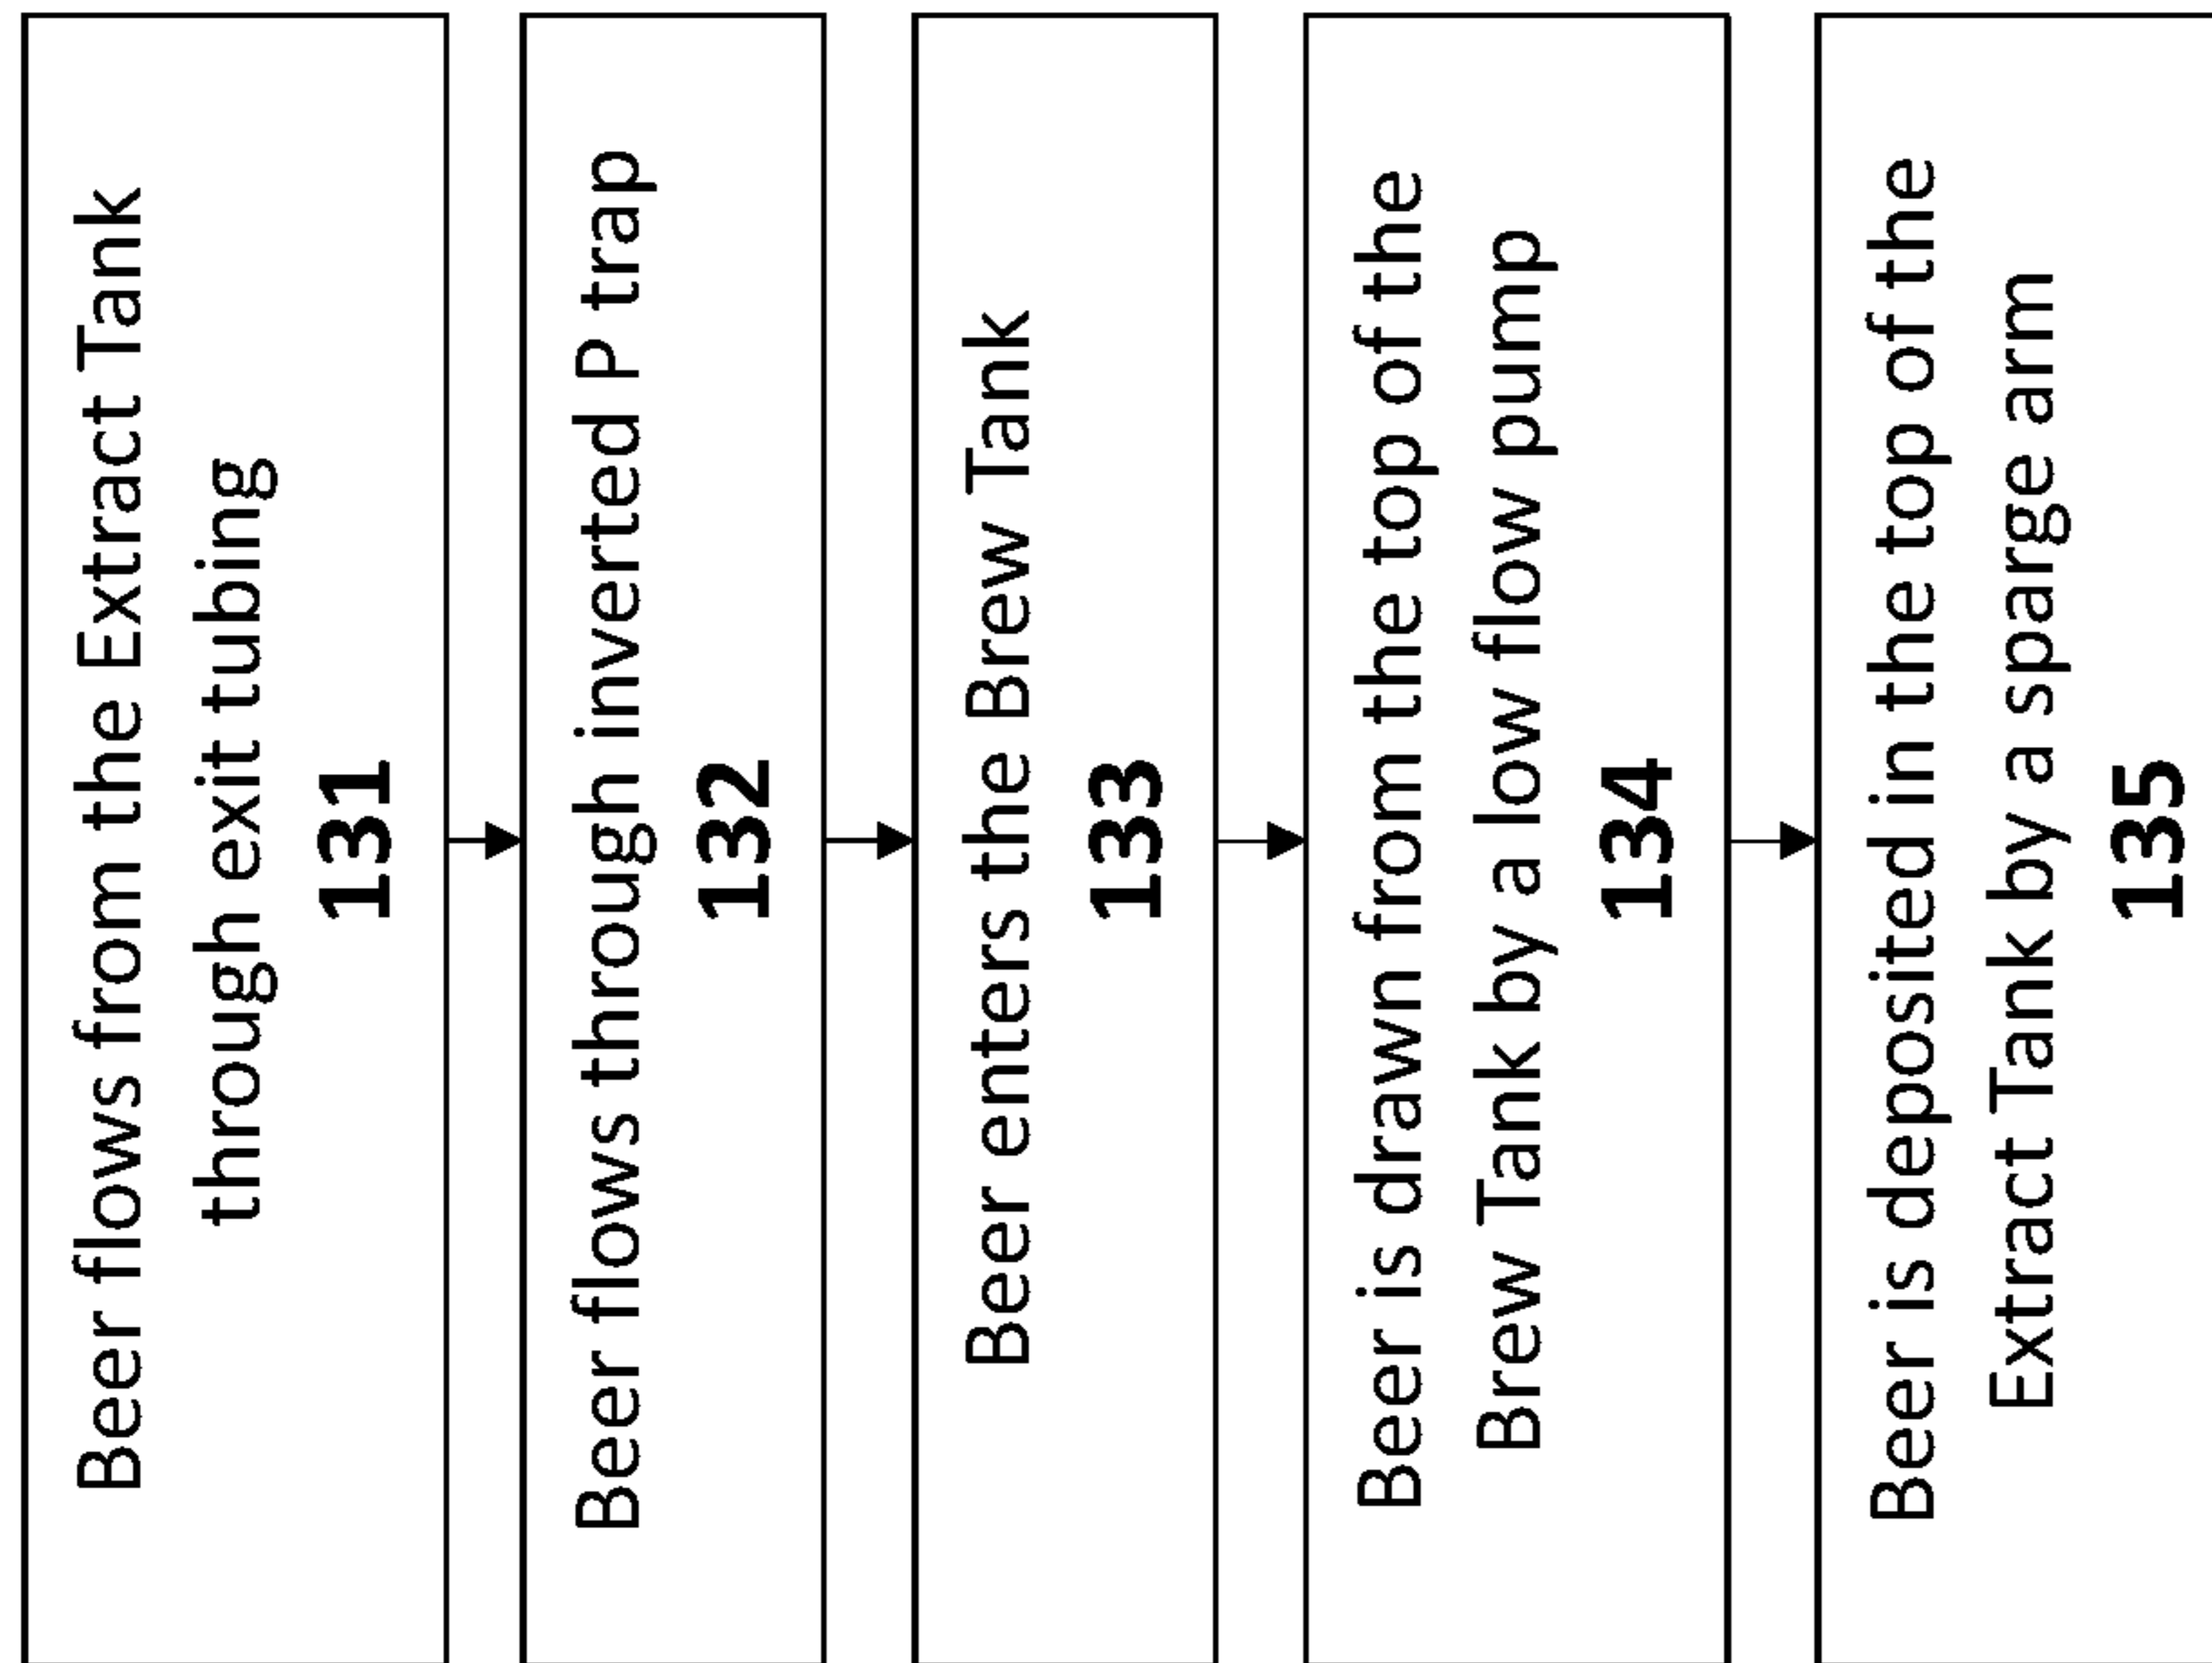 Beer flows from the Extract Tank
through exit tubing
131
Beer flows through inverted P trap
132
Beer enters the Brew Tank
133
Beer is drawn from the top of the
Brew Tank by a low flow pump
134
Beer is deposited in the top of the
Extract Tank by a sparge arm
135